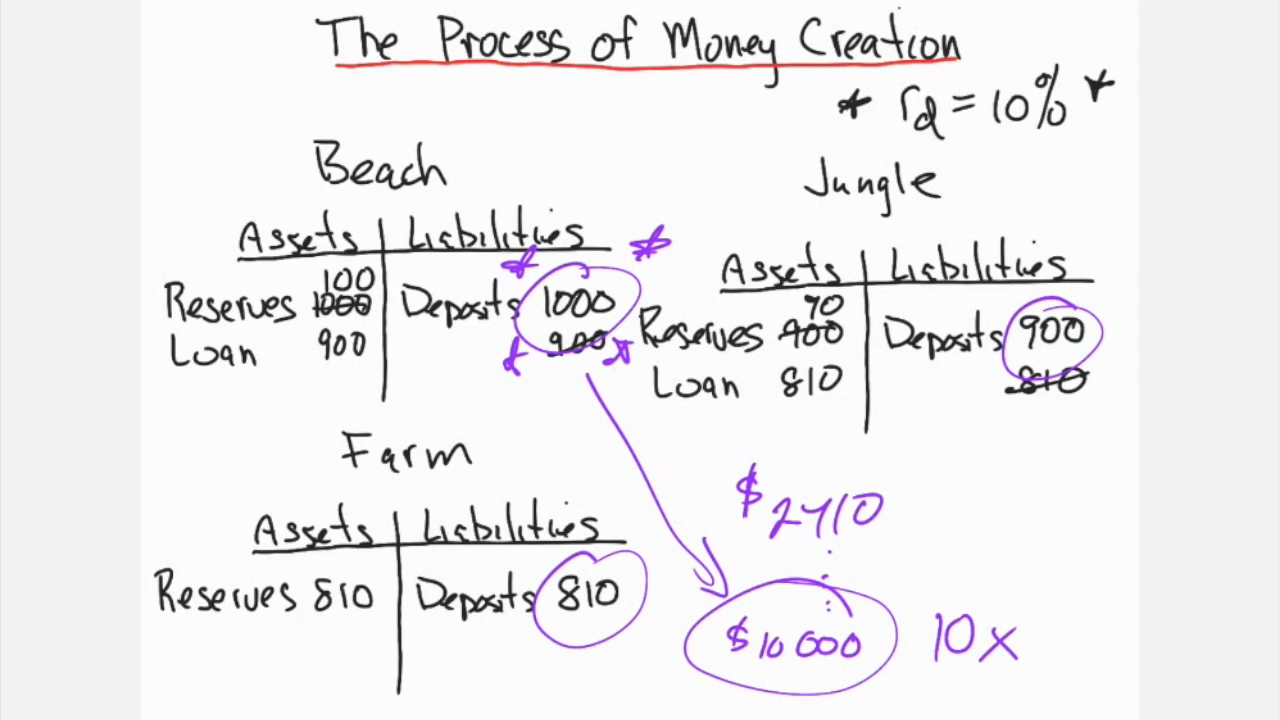 The Process of Money Creation
* rd = 10% *
Beach
Assets Liabilities
100
Reserves 1000 Deposits 1000
Loan 900 900
Jungle
Assets Liabilities
90
Reserves 900 Deposits 900
Loan 810 810
Farm
Assets Liabilities
Reserves 810 Deposits 810
$2710
$10 000 10x